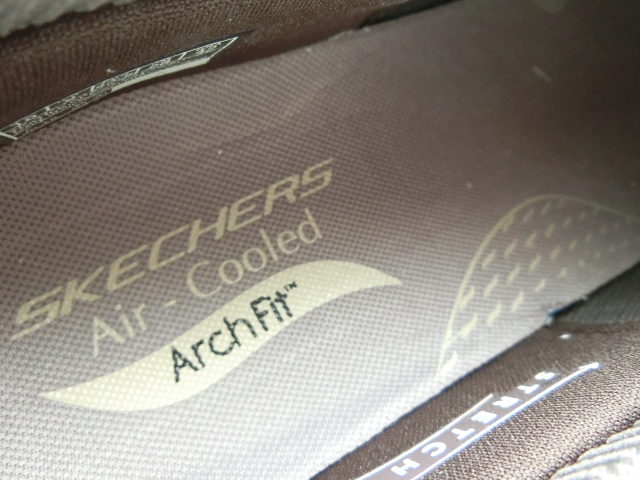 SKECHERS
Air - Cooled
ArchFit™
STRETCH